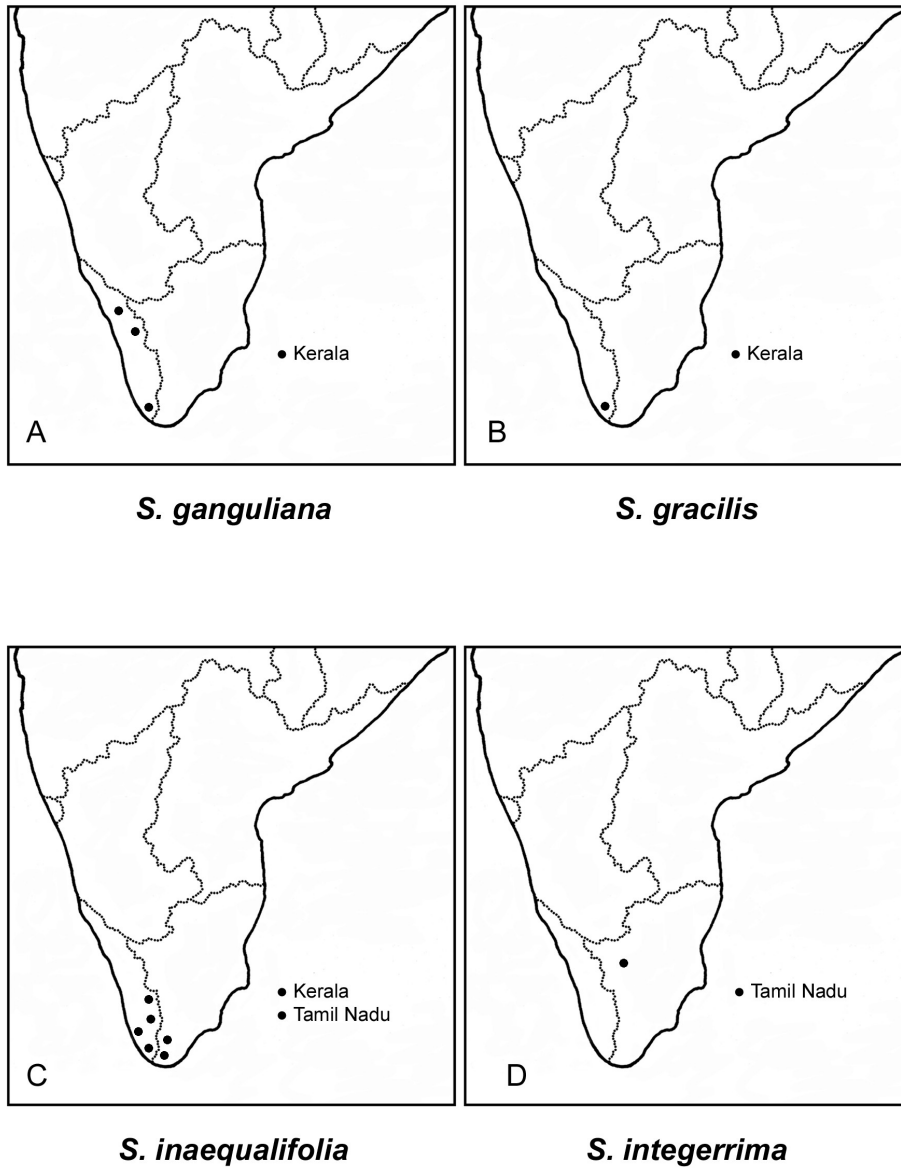 Kerala
A
S. ganguliana
Kerala
B
S. gracilis
Kerala
Tamil Nadu
C
S. inaequalifolia
Tamil Nadu
D
S. integerrima